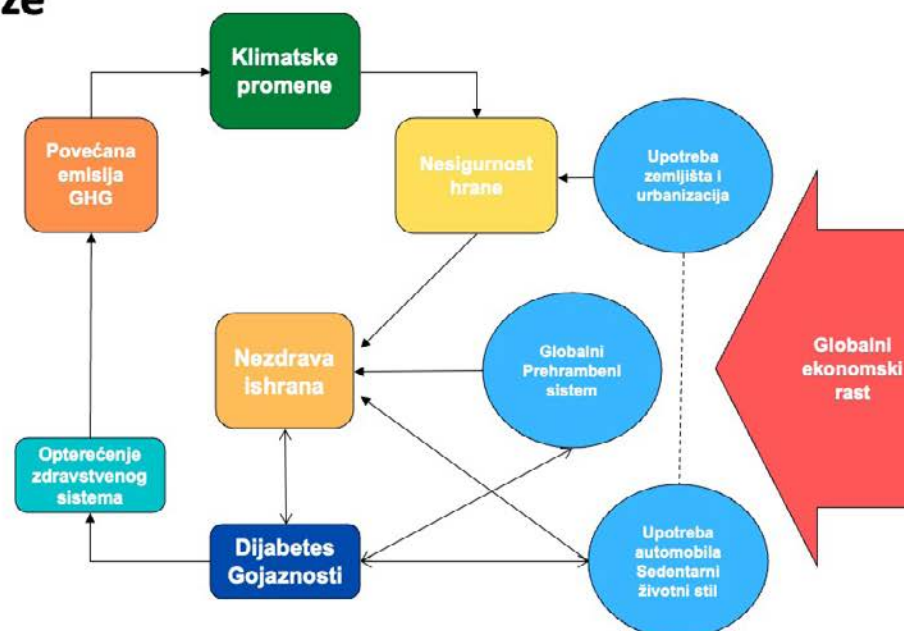 ze
Klimatske
promene
Povećana
emisija
GHG
Nesigurnost
hrane
Upotreba
zemljišta i
urbanizacija
Globalni
ekonomski
rast
Nezdrava
ishrana
Globalni
Prehrambeni
sistem
Opterećenje
zdravstvenog
sistema
Dijabetes
Gojaznosti
Upotreba
automobila
Sedentarni
životni stil